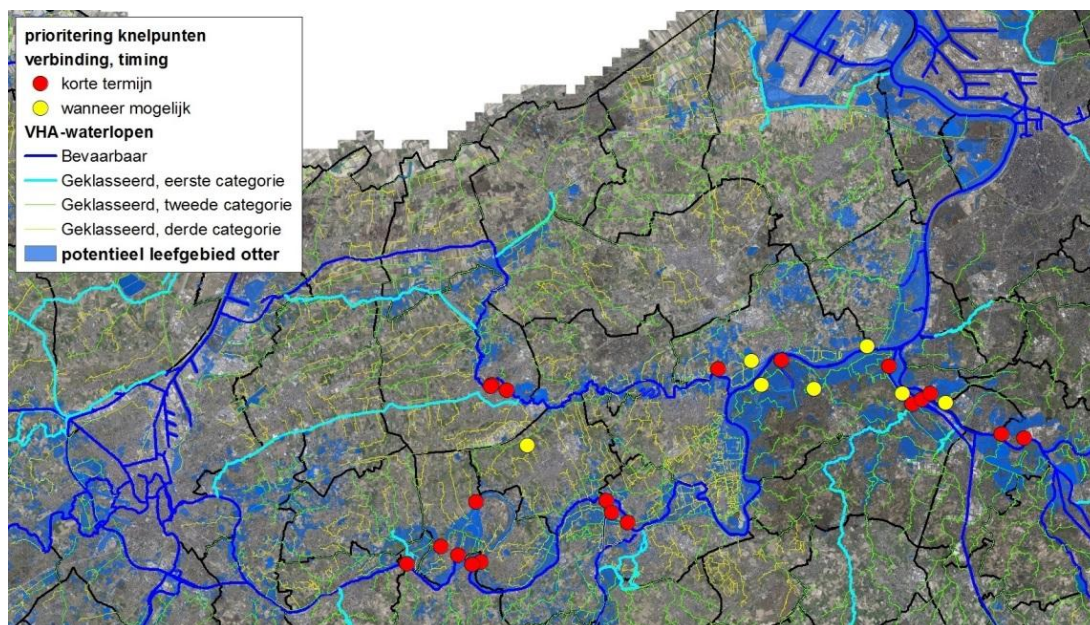 prioritering knelpunten
verbinding, timing
korte termijn
wanneer mogelijk
VHA-waterlopen
Bevaarbaar
Geklasseerd, eerste categorie
Geklasseerd, tweede categorie
Geklasseerd, derde categorie
potentieel leefgebied otter